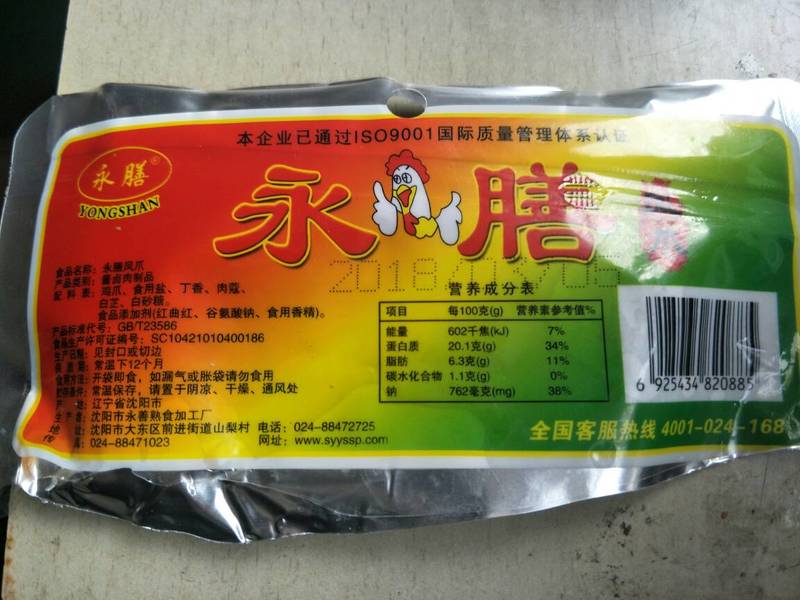 本企业已通过ISO9001国际质量管理体系认证
永膳®
YONGSHAN
永膳
食品名称：永膳凤爪
产品类别：酱卤肉制品
配 料 表：鸡爪、食用盐、丁香、肉蔻、
白芷、白砂糖。
食品添加剂(红曲红、谷氨酸钠、食用香精)。
产品标准代号：GB/T23586
食品生产许可证编号：SC10421010400186
生产日期：见封口或切边
保 质 期：常温下12个月
食用方法：开袋即食，如漏气或胀袋请勿食用
贮存条件：常温保存，请置于阴凉、干燥、通风处
产 地：辽宁省沈阳市
生 产 者：沈阳市永善熟食加工厂
地 址：沈阳市大东区前进街道山梨村 电话：024-88472725
传 真：024-88471023 网址：www.syyssp.com
营养成分表
项目 每100克(g) 营养素参考值%
能量 602千焦(kJ) 7%
蛋白质 20.1克(g) 34%
脂肪 6.3克(g) 11%
碳水化合物 1.1克(g) 0%
钠 762毫克(mg) 38%
6 925434 820885
全国客服热线 4001-024-168